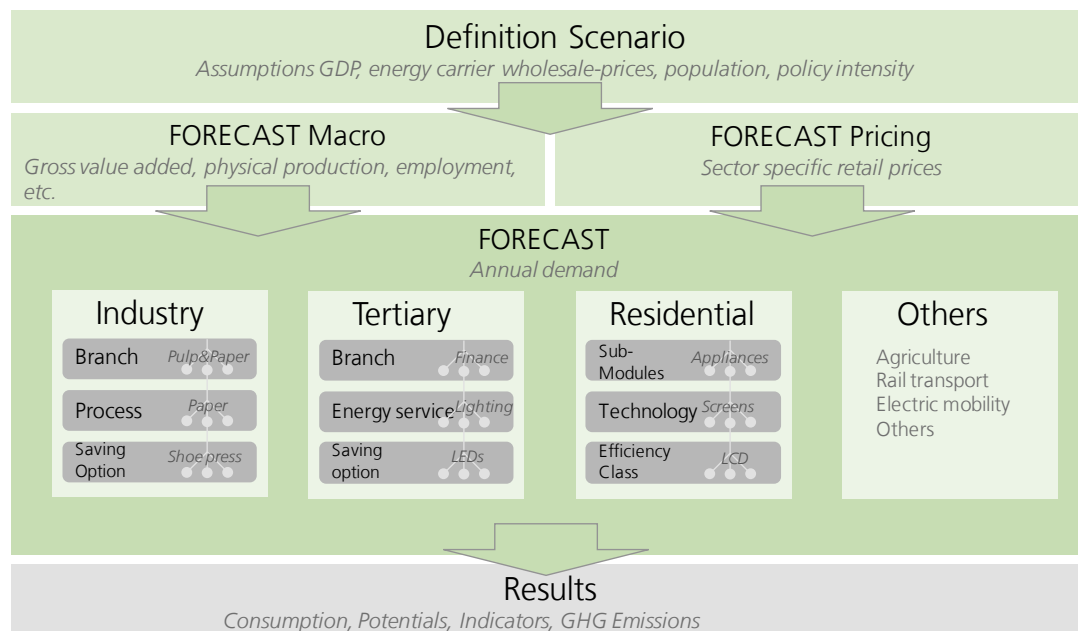 Definition Scenario
Assumptions GDP, energy carrier wholesale-prices, population, policy intensity
FORECAST Macro
Gross value added, physical production, employment,
etc.
FORECAST Pricing
Sector specific retail prices
FORECAST
Annual demand
Industry
Branch Pulp&Paper
Process Paper
Saving
Option Shoe press
Tertiary
Branch Finance
Energy service Lighting
Saving
option LEDs
Residential
Sub-
Modules Appliances
Technology Screens
Efficiency
Class LCD
Others
Agriculture
Rail transport
Electric mobility
Others
Results
Consumption, Potentials, Indicators, GHG Emissions